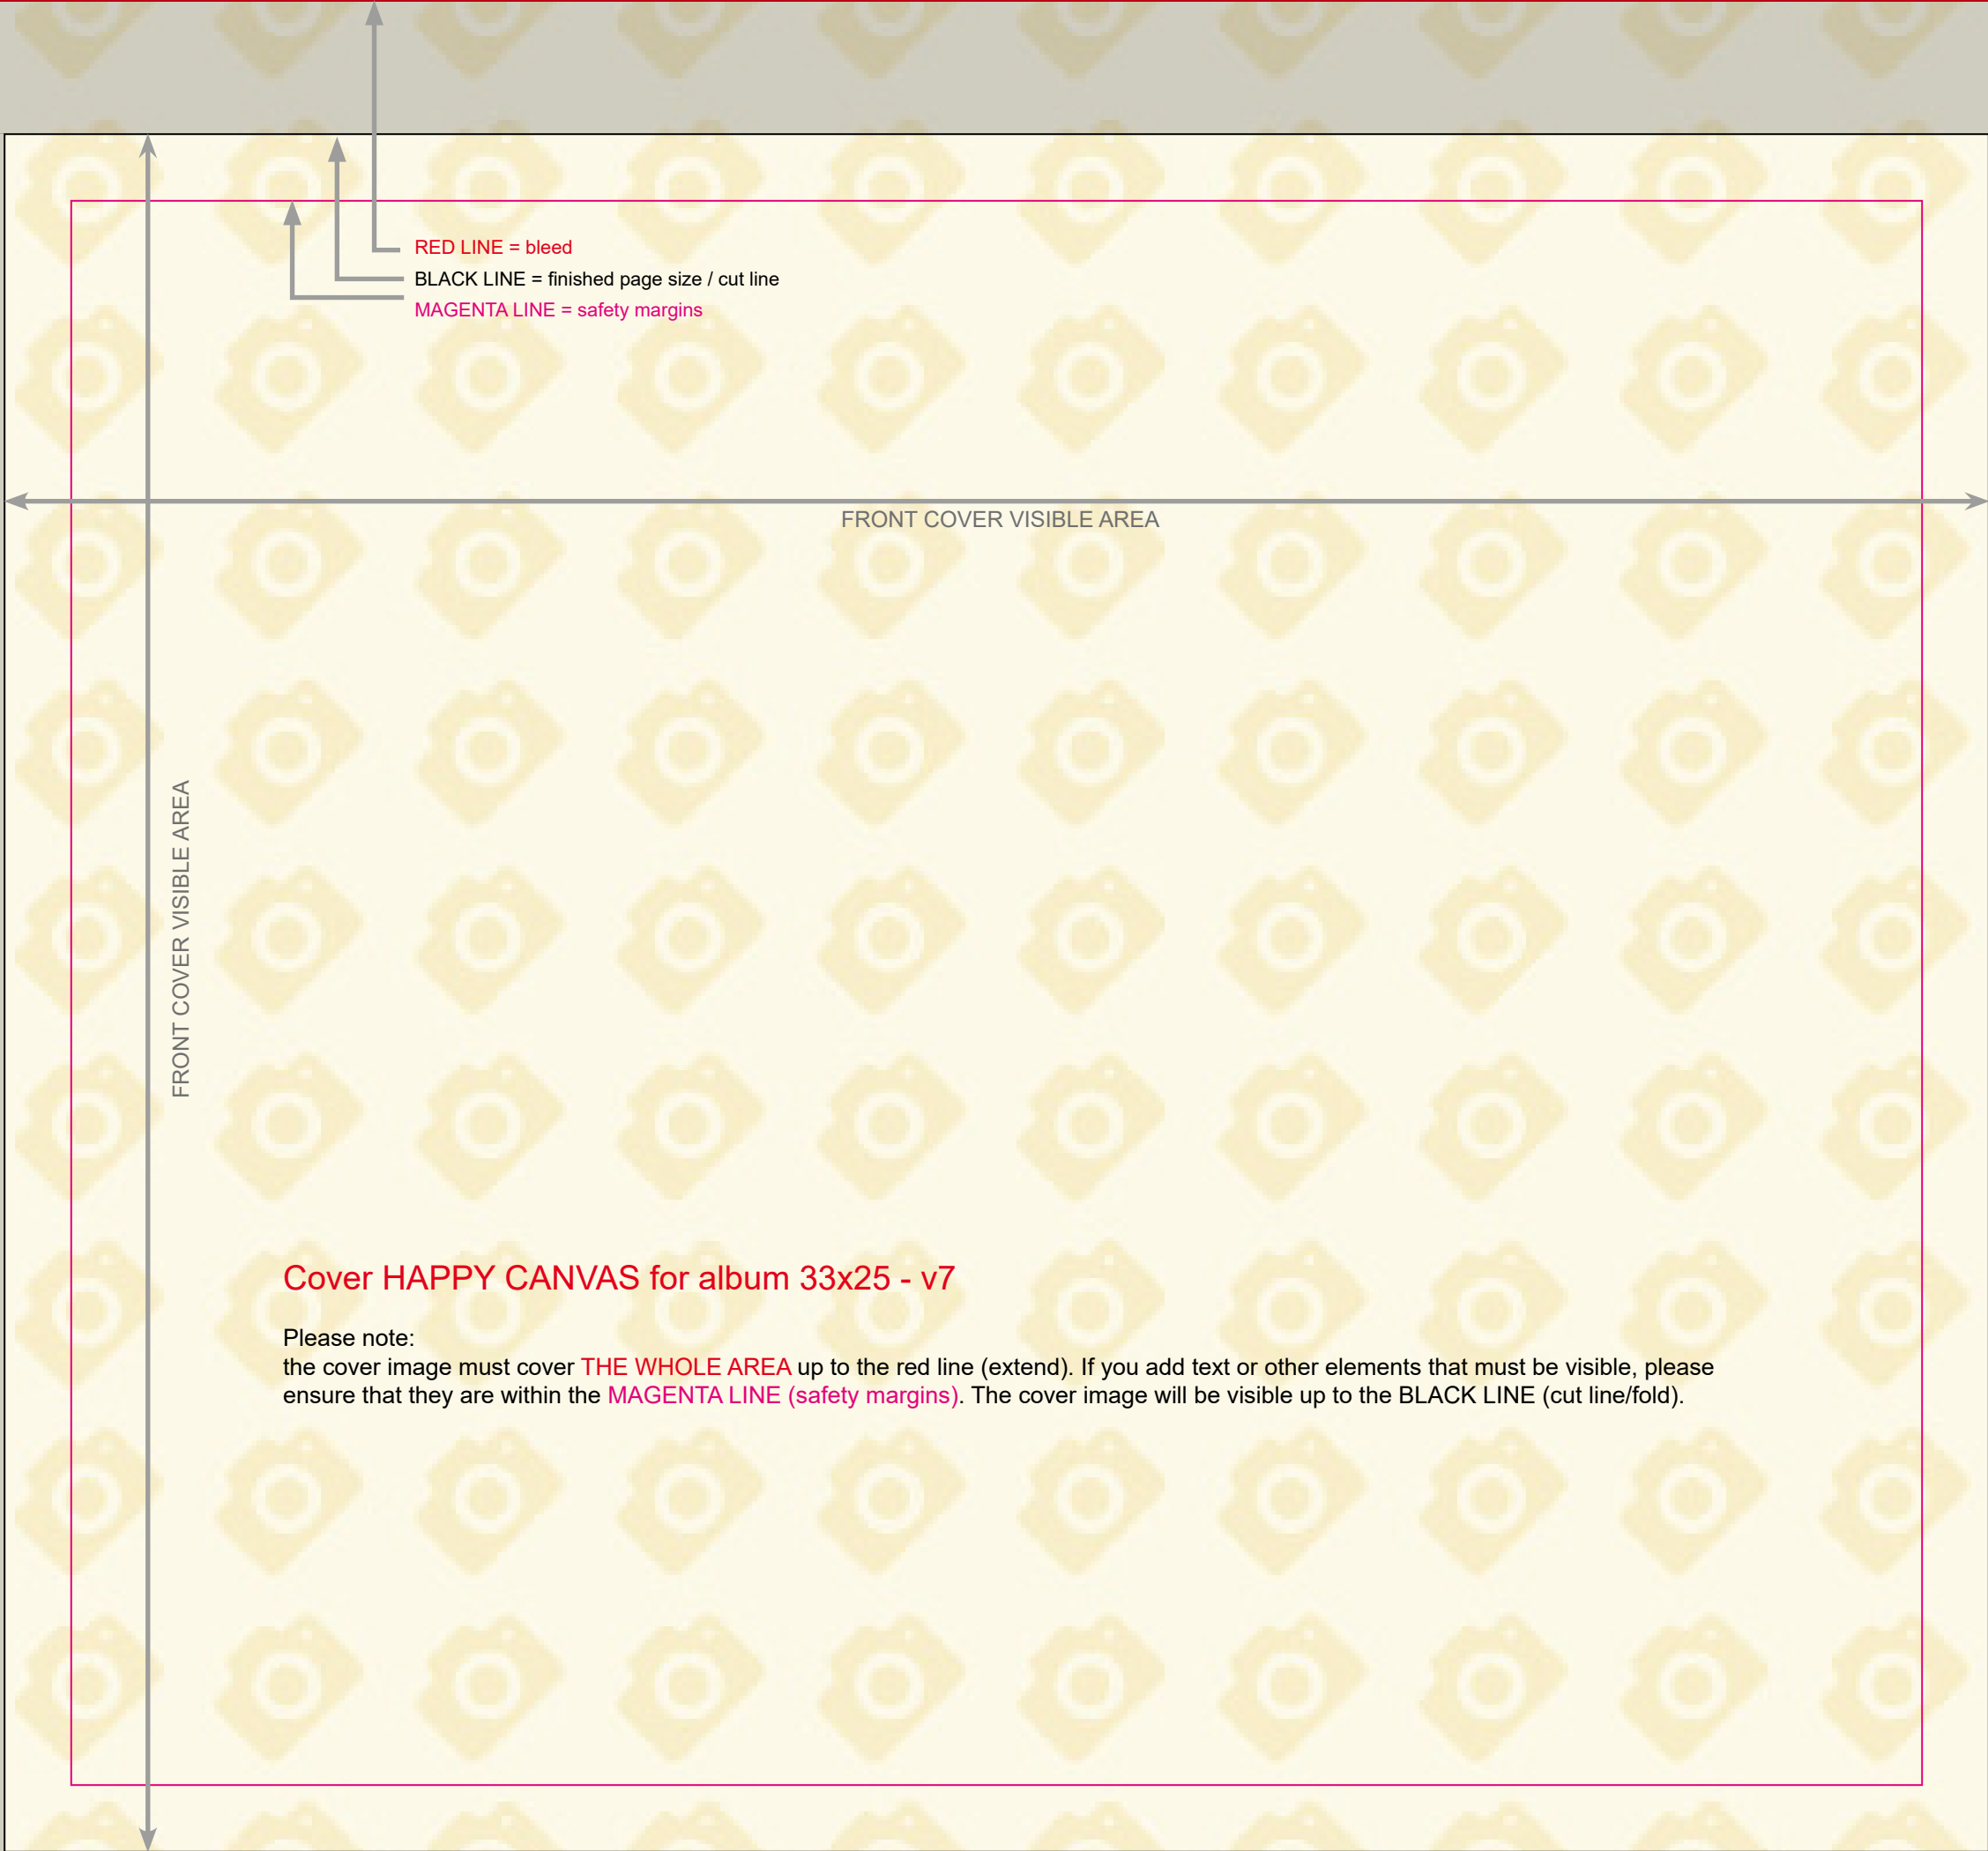 RED LINE = bleed
BLACK LINE = finished page size / cut line
MAGENTA LINE = safety margins
FRONT COVER VISIBLE AREA
FRONT COVER VISIBLE AREA
Cover HAPPY CANVAS for album 33x25 - v7
Please note:
the cover image must cover THE WHOLE AREA up to the red line (extend). If you add text or other elements that must be visible, please
ensure that they are within the MAGENTA LINE (safety margins). The cover image will be visible up to the BLACK LINE (cut line/fold).